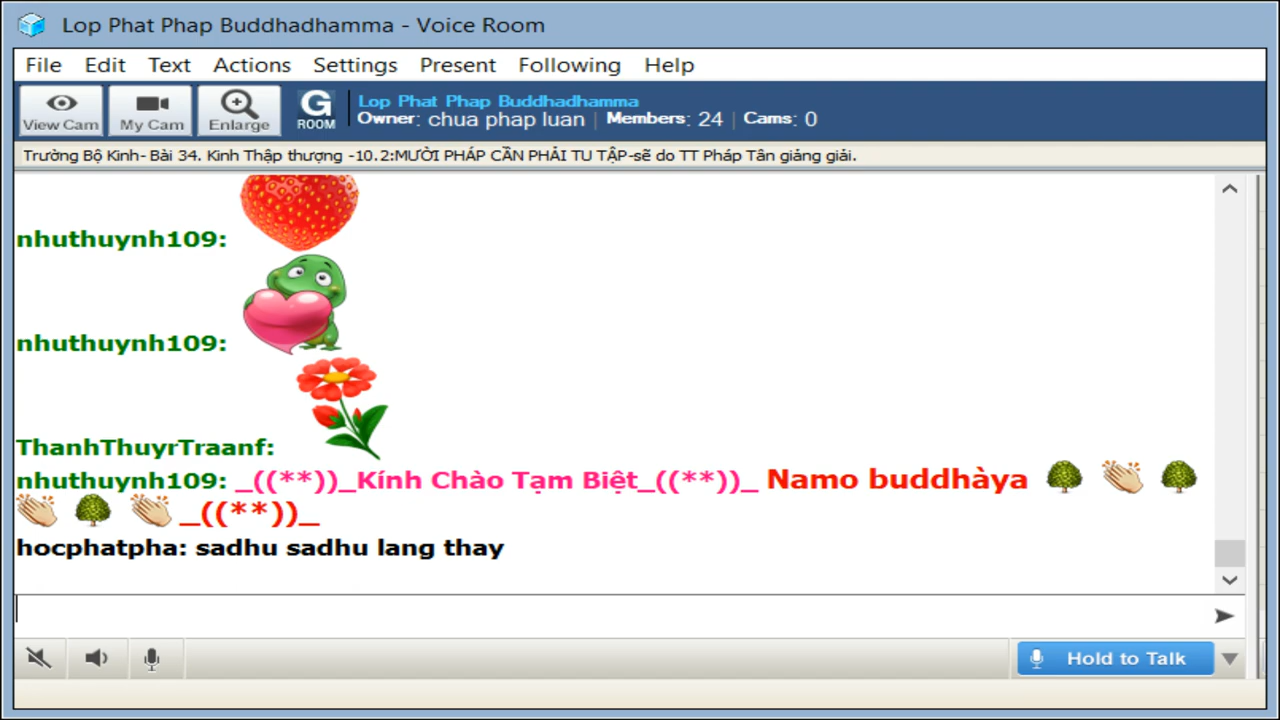 Lop Phat Phap Buddhadhamma - Voice Room
File Edit Text Actions Settings Present Following Help
View Cam My Cam Enlarge G ROOM
Lop Phat Phap Buddhadhamma
Owner: chua phap luan | Members: 24 | Cams: 0
Trường Bộ Kinh- Bài 34. Kinh Thập thượng -10.2:MƯỜI PHÁP CẦN PHẢI TU TẬP-sẽ do TT Pháp Tân giảng giải.
nhuthuynh109:
nhuthuynh109:
ThanhThuyrTraanf:
nhuthuynh109: _((**))_Kính Chào Tạm Biệt_((**))_ Namo buddhàya
_((**))_
hocphatpha: sadhu sadhu lang thay
Hold to Talk